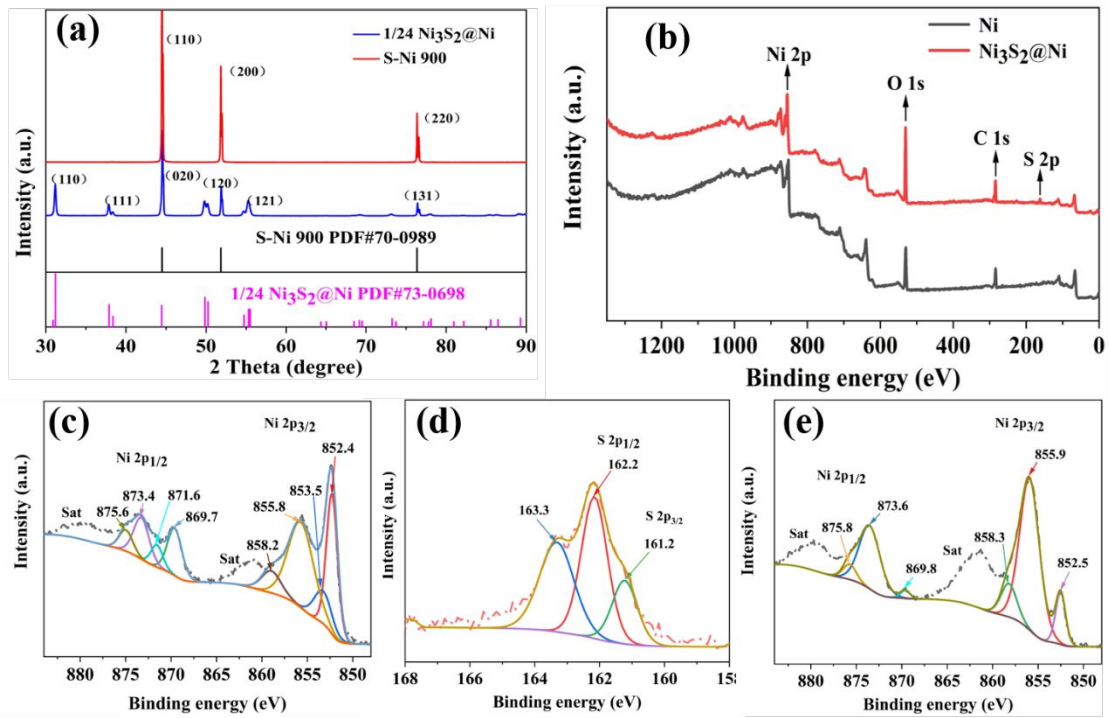 (a)
1/24 Ni₃S₂@Ni
S-Ni 900
(110)
(200)
(220)
(110)
(111)
(020)
(120)
(121)
(131)
S-Ni 900 PDF#70-0989
1/24 Ni₃S₂@Ni PDF#73-0698
Intensity (a.u.)
30 40 50 60 70 80 90
2 Theta (degree)
(b)
Ni
Ni₃S₂@Ni
Ni 2p
O 1s
C 1s
S 2p
Intensity (a.u.)
1200 1000 800 600 400 200 0
Binding energy (eV)
(c)
Ni 2p₃/₂
852.4
Ni 2p₁/₂
853.5
873.4
871.6
855.8
875.6
869.7
Sat
Sat
858.2
Intensity (a.u.)
880 875 870 865 860 855 850
Binding energy (eV)
(d)
S 2p₁/₂
162.2
163.3
S 2p₃/₂
161.2
Intensity (a.u.)
168 166 164 162 160 158
Binding energy (eV)
(e)
Ni 2p₃/₂
855.9
Ni 2p₁/₂
873.6
875.8
Sat
Sat
858.3
852.5
869.8
Intensity (a.u.)
880 875 870 865 860 855 850
Binding energy (eV)